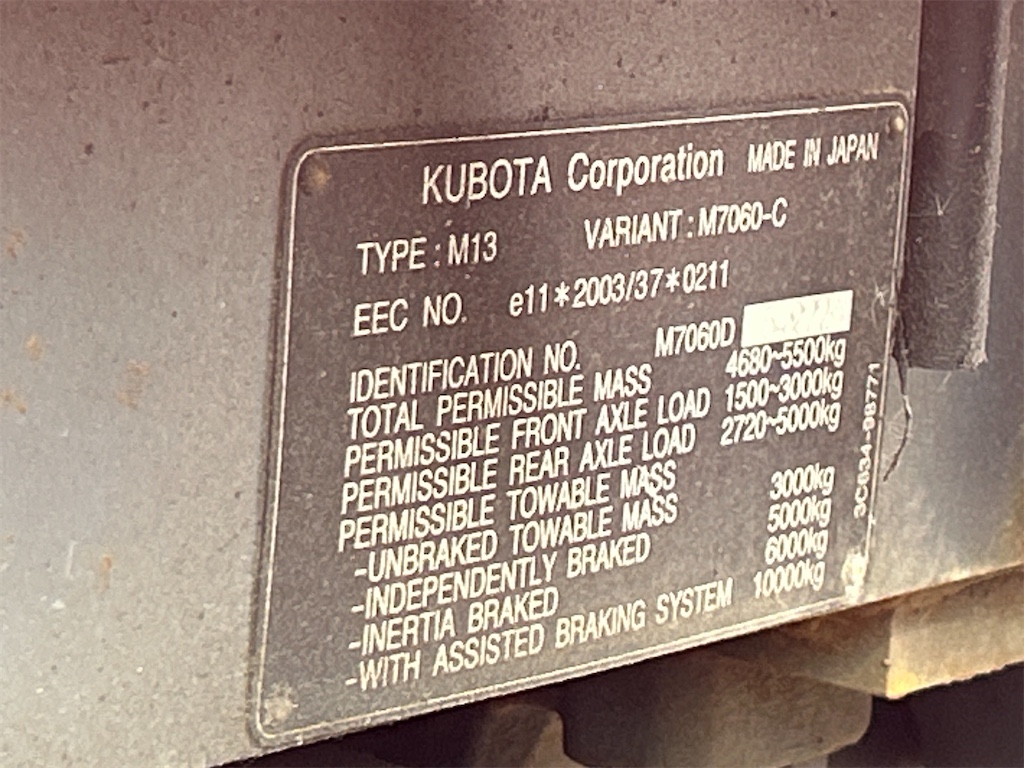 KUBOTA Corporation MADE IN JAPAN
TYPE : M13 VARIANT : M7060-C
EEC NO. e11*2003/37*0211
IDENTIFICATION NO. M7060D
TOTAL PERMISSIBLE MASS 4680~5500kg
PERMISSIBLE FRONT AXLE LOAD 1500~3000kg
PERMISSIBLE REAR AXLE LOAD 2720~5000kg
PERMISSIBLE TOWABLE MASS
-UNBRAKED TOWABLE MASS 3000kg
-INDEPENDENTLY BRAKED 5000kg
-INERTIA BRAKED 6000kg
-WITH ASSISTED BRAKING SYSTEM 10000kg
3C634-98771